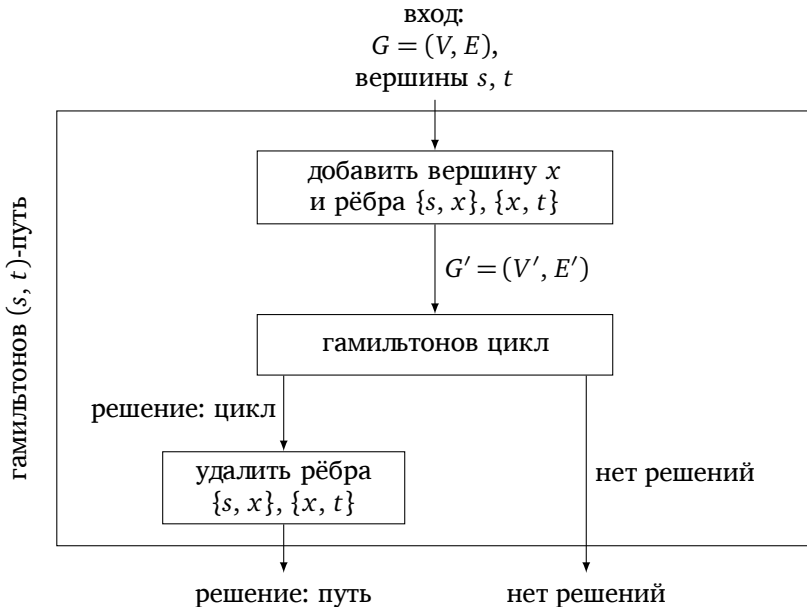 вход:
G = (V, E),
вершины s, t
гамильтонов (s, t)-путь
добавить вершину x
и рёбра {s, x}, {x, t}
G′ = (V′, E′)
гамильтонов цикл
решение: цикл
удалить рёбра
{s, x}, {x, t}
нет решений
решение: путь
нет решений